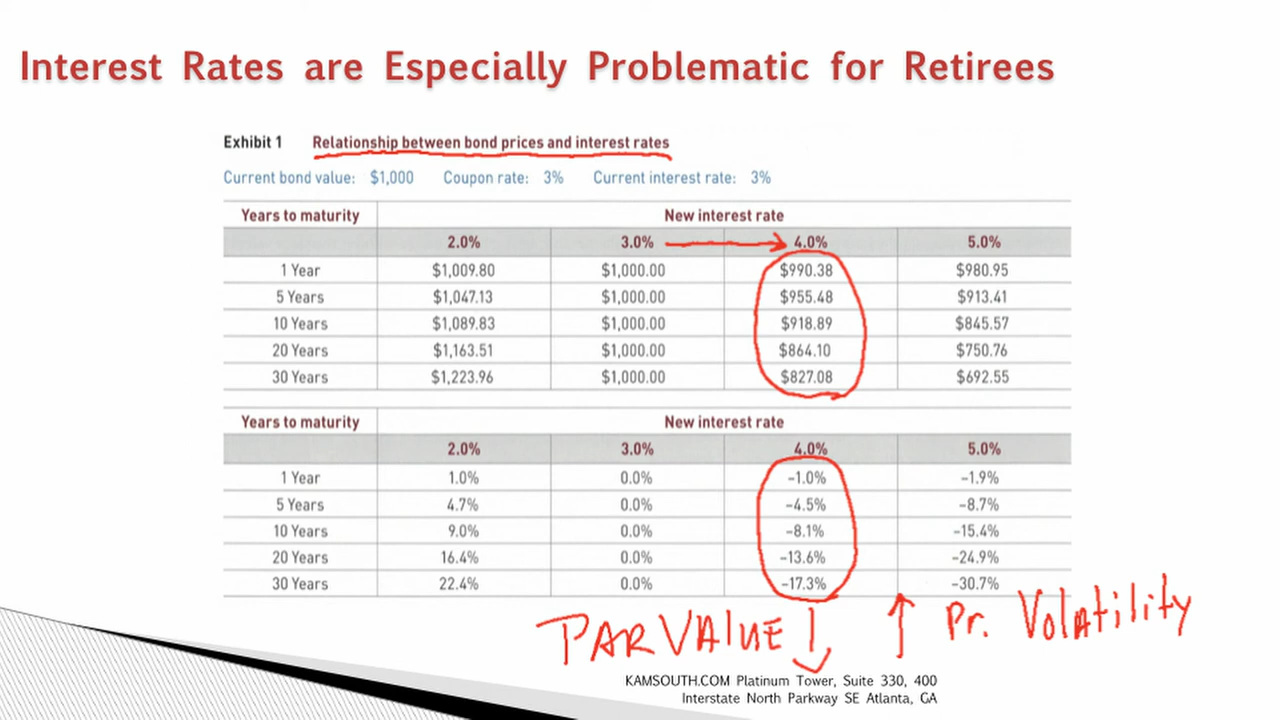 Interest Rates are Especially Problematic for Retirees
Exhibit 1 Relationship between bond prices and interest rates
Current bond value: $1,000 Coupon rate: 3% Current interest rate: 3%
Years to maturity New interest rate
2.0% 3.0% 4.0% 5.0%
1 Year $1,009.80 $1,000.00 $990.38 $980.95
5 Years $1,047.13 $1,000.00 $955.48 $913.41
10 Years $1,089.83 $1,000.00 $918.89 $845.57
20 Years $1,163.51 $1,000.00 $864.10 $750.76
30 Years $1,223.96 $1,000.00 $827.08 $692.55
Years to maturity New interest rate
2.0% 3.0% 4.0% 5.0%
1 Year 1.0% 0.0% −1.0% −1.9%
5 Years 4.7% 0.0% −4.5% −8.7%
10 Years 9.0% 0.0% −8.1% −15.4%
20 Years 16.4% 0.0% −13.6% −24.9%
30 Years 22.4% 0.0% −17.3% −30.7%
PAR VALUE ↓ ↑ Pr. Volatility
KAMSOUTH.COM Platinum Tower, Suite 330, 400
Interstate North Parkway SE Atlanta, GA